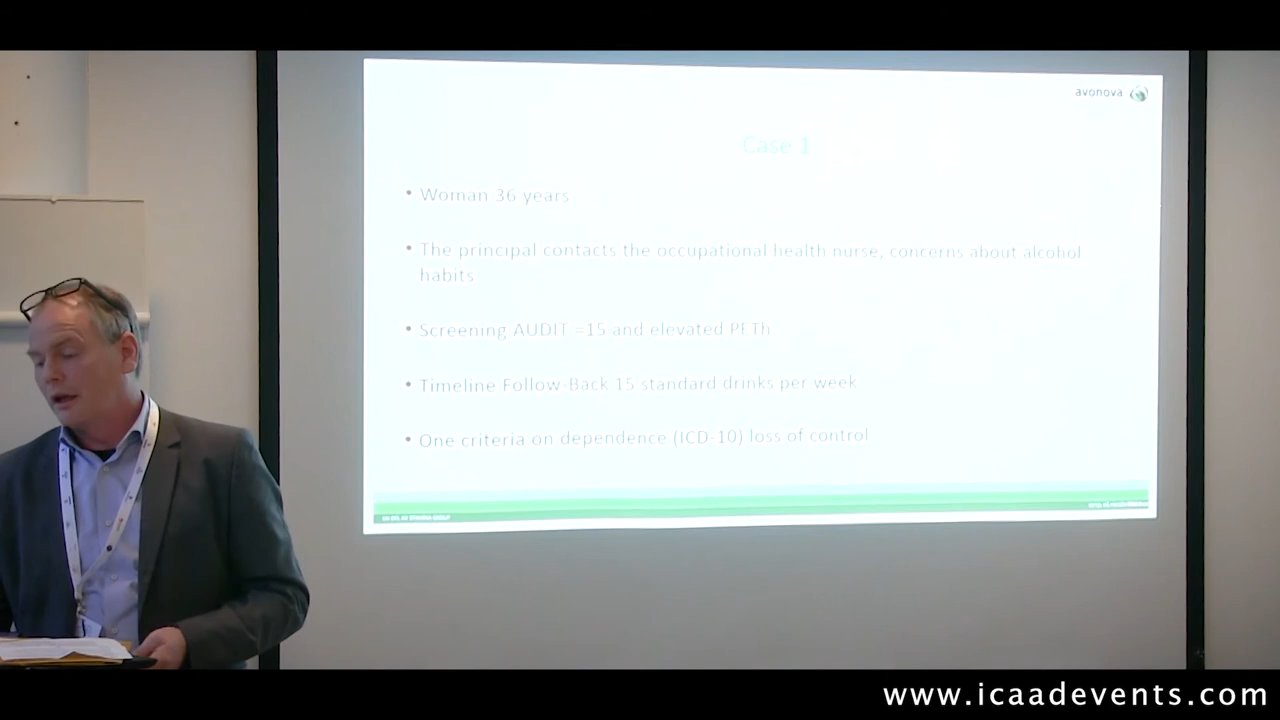 avonova
Case 1
• Woman 36 years
• The principal contacts the occupational health nurse, concerns about alcohol
habits
• Screening AUDIT =15 and elevated PETh
• Timeline Follow-Back 15 standard drinks per week
• One criteria on dependence (ICD-10) loss of control
www.icaadevents.com